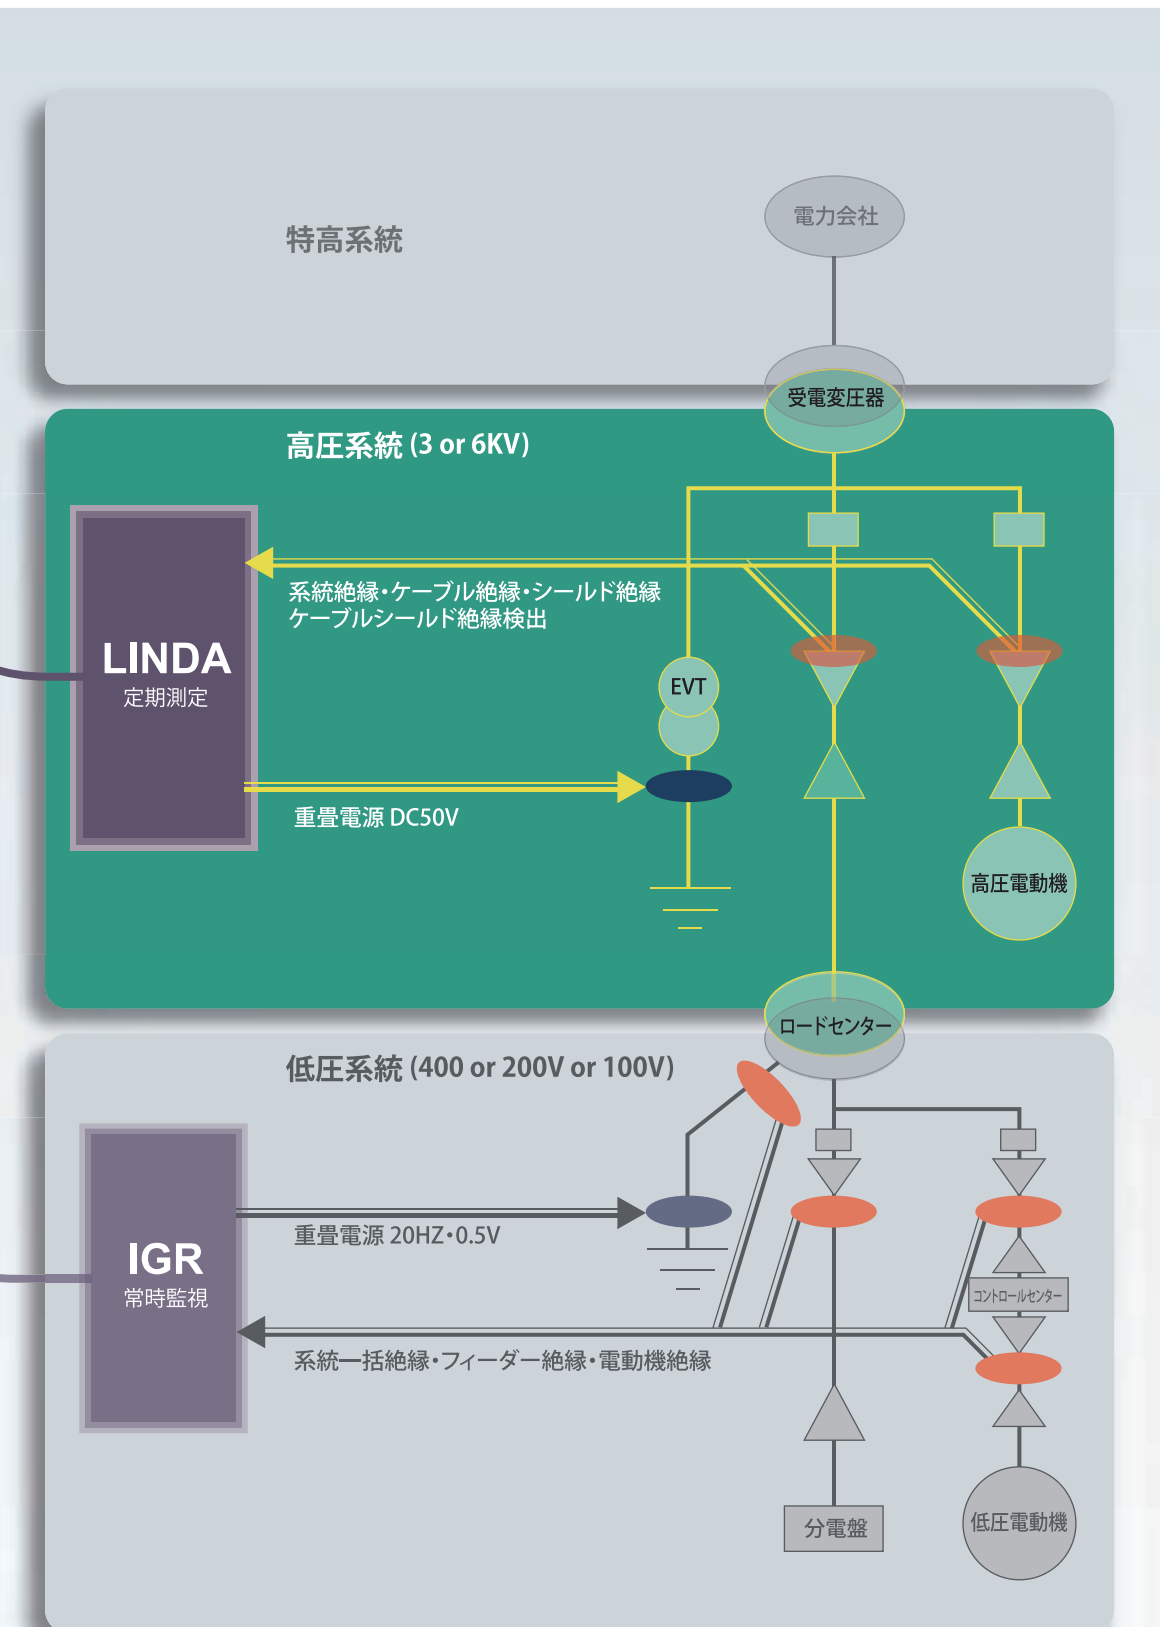 電力会社
特高系統
受電変圧器
高圧系統 (3 or 6KV)
系統絶縁・ケーブル絶縁・シールド絶縁
ケーブルシールド絶縁検出
LINDA
定期測定
EVT
重畳電源 DC50V
高圧電動機
ロードセンター
低圧系統 (400 or 200V or 100V)
重畳電源 20HZ・0.5V
IGR
常時監視
コントロールセンター
系統一括絶縁・フィーダー絶縁・電動機絶縁
分電盤
低圧電動機